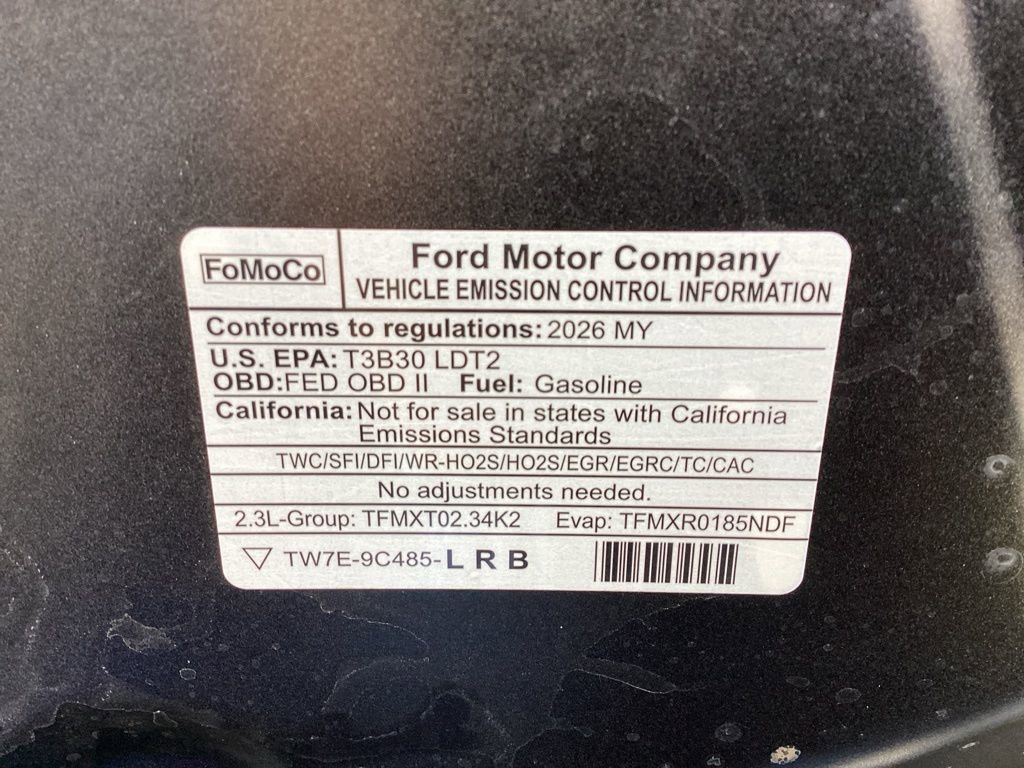 FoMoCo
Ford Motor Company
VEHICLE EMISSION CONTROL INFORMATION
Conforms to regulations: 2026 MY
U.S. EPA: T3B30 LDT2
OBD:FED OBD II Fuel: Gasoline
California: Not for sale in states with California
Emissions Standards
TWC/SFI/DFI/WR-HO2S/HO2S/EGR/EGRC/TC/CAC
No adjustments needed.
2.3L-Group: TFMXT02.34K2 Evap: TFMXR0185NDF
TW7E-9C485-L R B